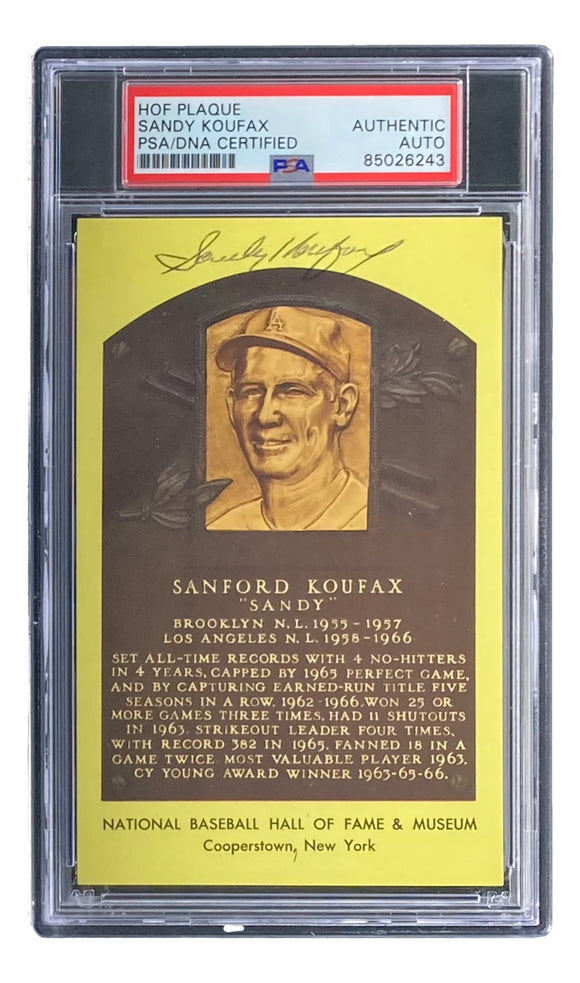 HOF PLAQUE
SANDY KOUFAX
PSA/DNA CERTIFIED
AUTHENTIC
AUTO
85026243
PSA
Sandy Koufax
A
SANFORD KOUFAX
"SANDY"
BROOKLYN N.L. 1955-1957
LOS ANGELES N.L. 1958-1966
SET ALL-TIME RECORDS WITH 4 NO-HITTERS
IN 4 YEARS, CAPPED BY 1965 PERFECT GAME,
AND BY CAPTURING EARNED-RUN TITLE FIVE
SEASONS IN A ROW, 1962-1966. WON 25 OR
MORE GAMES THREE TIMES. HAD 11 SHUTOUTS
IN 1963. STRIKEOUT LEADER FOUR TIMES,
WITH RECORD 382 IN 1965. FANNED 18 IN A
GAME TWICE. MOST VALUABLE PLAYER 1963.
CY YOUNG AWARD WINNER 1963-65-66.
NATIONAL BASEBALL HALL OF FAME & MUSEUM
Cooperstown, New York